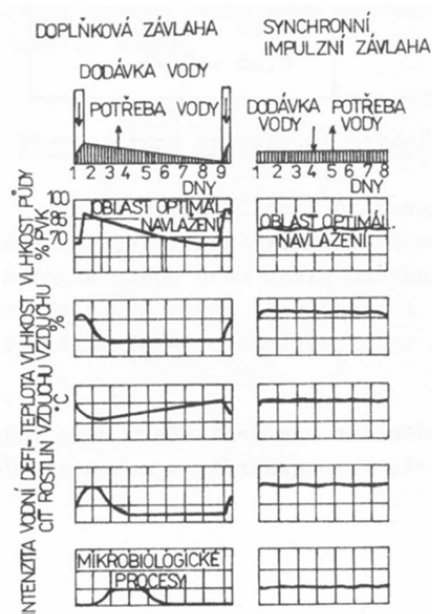 DOPLŇKOVÁ ZÁVLAHA
SYNCHRONNÍ
IMPULZNÍ ZÁVLAHA
DODÁVKA VODY
POTŘEBA VODY
DODÁVKA
VODY
POTŘEBA
VODY
1 2 3 4 5 6 7 8 9
DNY
1 2 3 4 5 6 7 8
DNY
100
85
70
OBLAST OPTIMÁL.
NAVLAŽENÍ
OBLAST OPTIMÁL.
NAVLAŽENÍ
VLHKOST PŮDY
% PVK
VLHKOST
VZDUCHU
%
TEPLOTA
VZDUCHU
°C
VODNÍ DEFI-
CIT ROSTLIN
INTENZITA
MIKROBIOLOGICKÉ
PROCESY